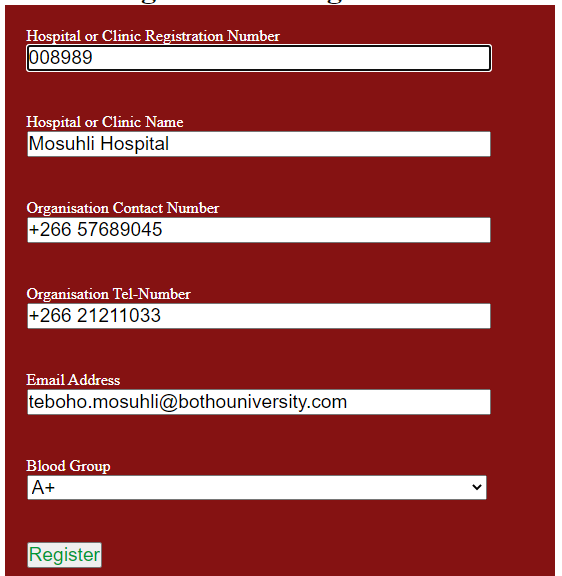 Hospital or Clinic Registration Number
008989
Hospital or Clinic Name
Mosuhli Hospital
Organisation Contact Number
+266 57689045
Organisation Tel-Number
+266 21211033
Email Address
teboho.mosuhli@bothouniversity.com
Blood Group
A+
Register